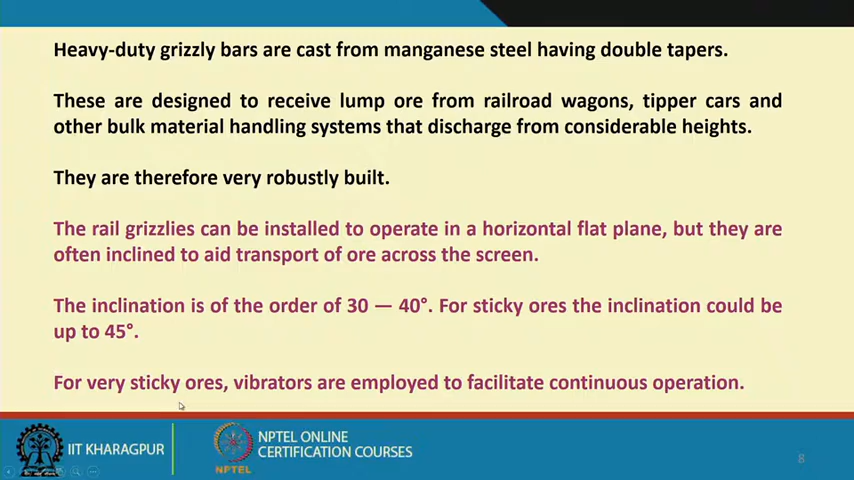 Heavy-duty grizzly bars are cast from manganese steel having double tapers.
These are designed to receive lump ore from railroad wagons, tipper cars and
other bulk material handling systems that discharge from considerable heights.
They are therefore very robustly built.
The rail grizzlies can be installed to operate in a horizontal flat plane, but they are
often inclined to aid transport of ore across the screen.
The inclination is of the order of 30 — 40°. For sticky ores the inclination could be
up to 45°.
For very sticky ores, vibrators are employed to facilitate continuous operation.
IIT KHARAGPUR
NPTEL
NPTEL ONLINE
CERTIFICATION COURSES
8